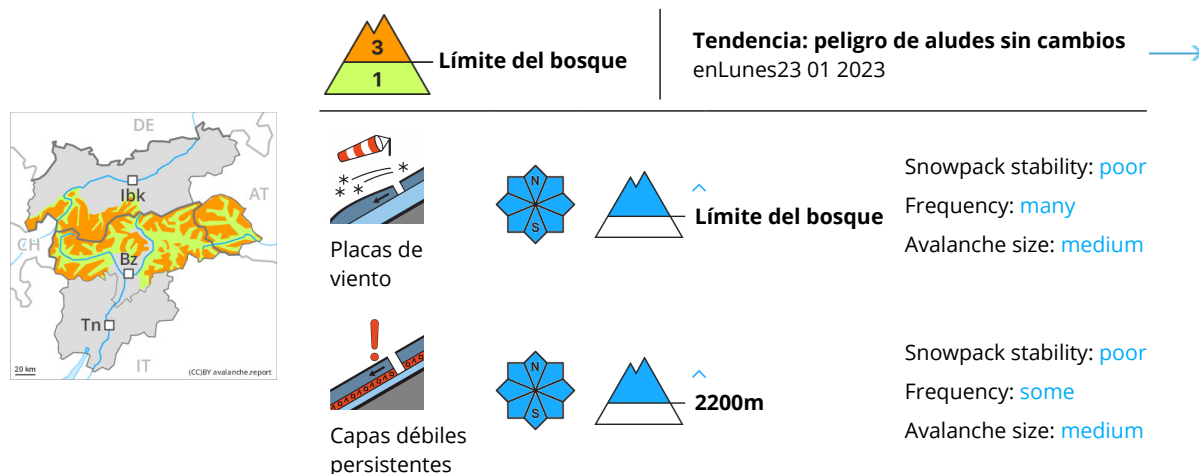 3
1
Límite del bosque
Tendencia: peligro de aludes sin cambios
enLunes23 01 2023
DE
Ibk
AT
CH
Bz
Tn
IT
20 km
(CC)BY avalanche.report
Placas de
viento
N
S
Límite del bosque
Snowpack stability: poor
Frequency: many
Avalanche size: medium
Capas débiles
persistentes
N
S
2200m
Snowpack stability: poor
Frequency: some
Avalanche size: medium